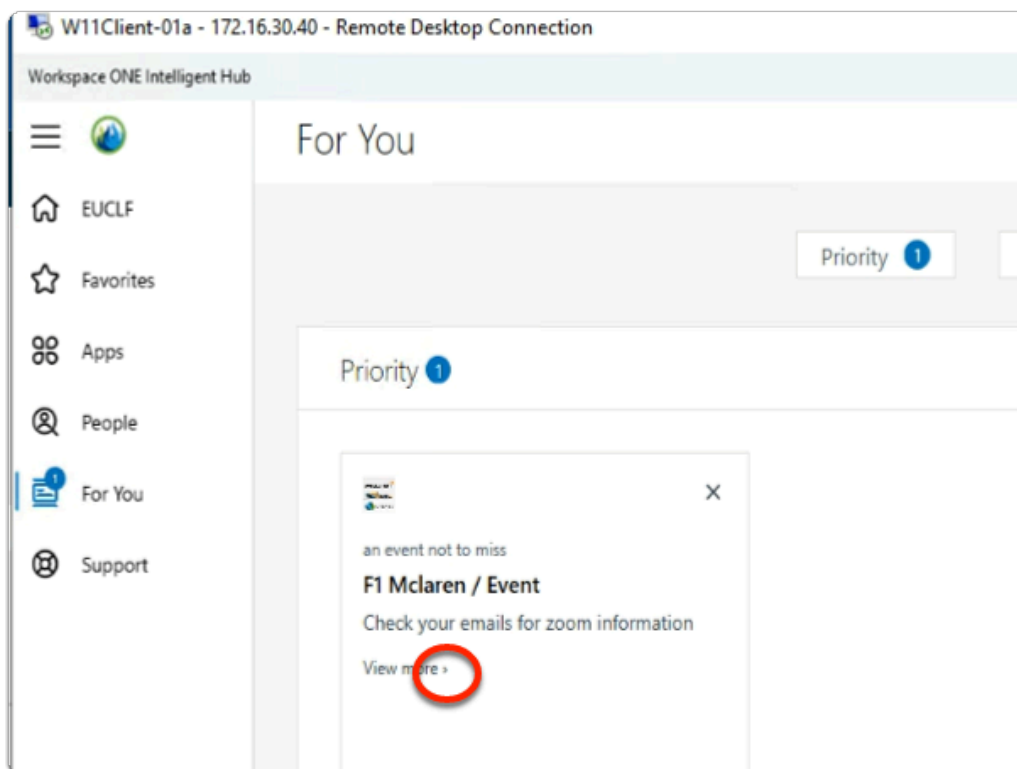 W11Client-01a - 172.16.30.40 - Remote Desktop Connection
Workspace ONE Intelligent Hub
For You
EUCLF
Favorites
Apps
People
1
For You
Support
Priority 1
Priority 1
an event not to miss
F1 Mclaren / Event
Check your emails for zoom information
View more ›